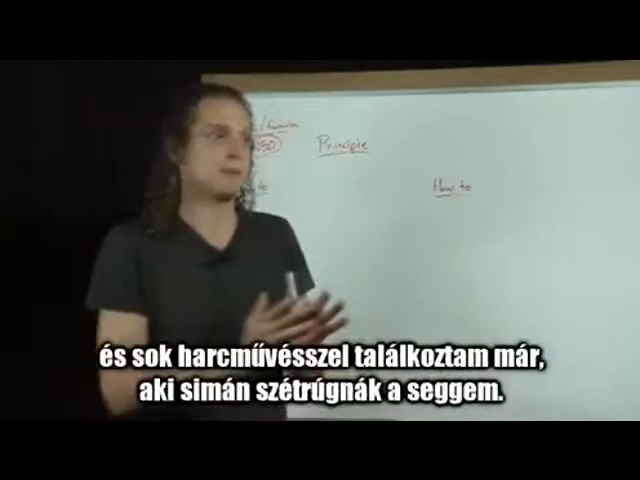 Principle
How to
és sok harcművésszel találkoztam már,
aki simán szétrúgnák a seggem.